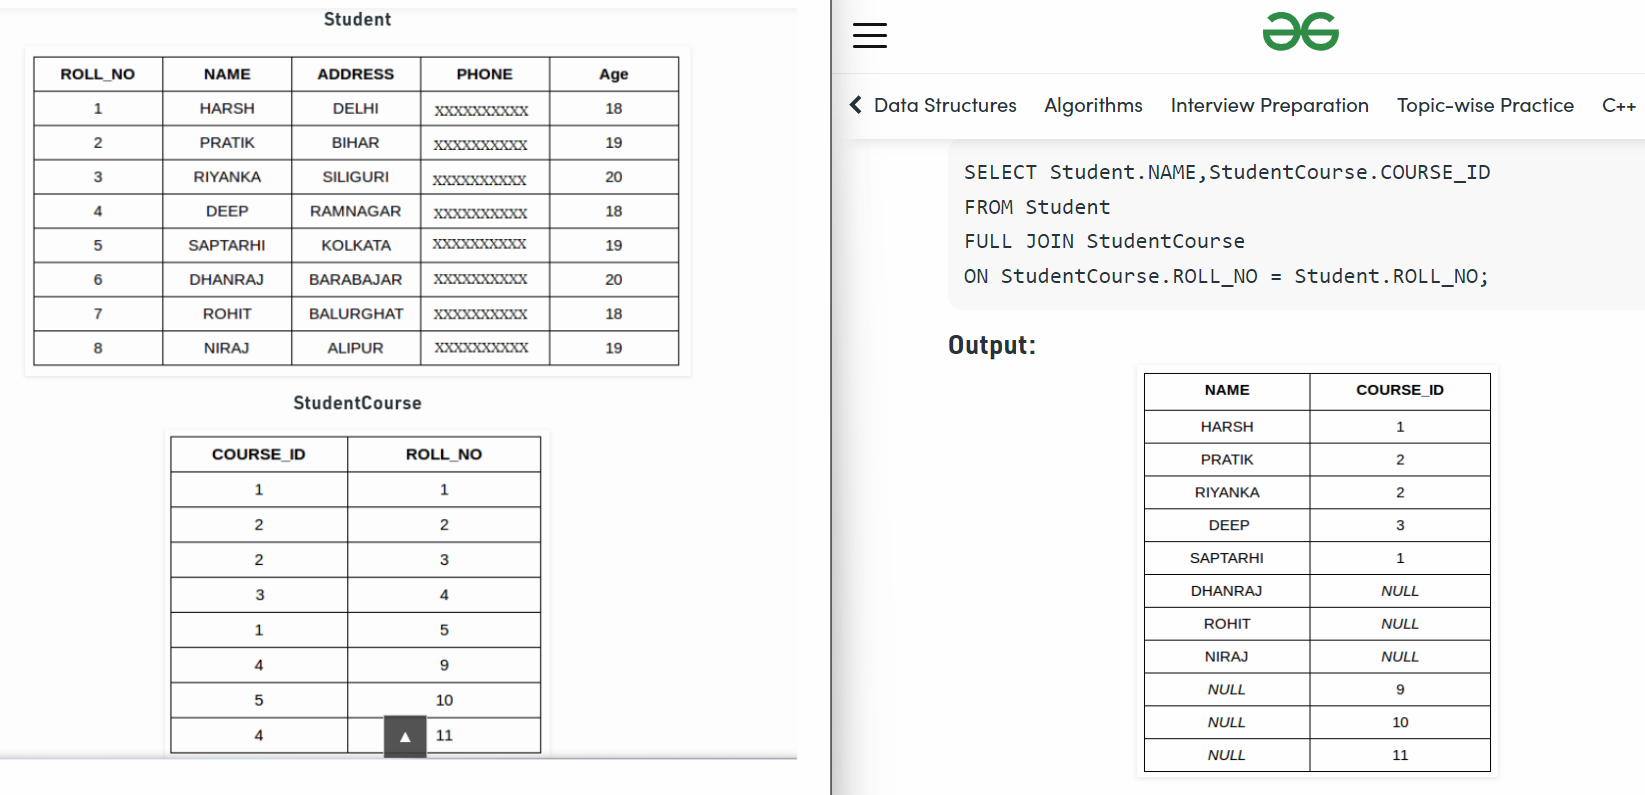 Student
ROLL_NO NAME ADDRESS PHONE Age
1 HARSH DELHI XXXXXXXXXX 18
2 PRATIK BIHAR XXXXXXXXXX 19
3 RIYANKA SILIGURI XXXXXXXXXX 20
4 DEEP RAMNAGAR XXXXXXXXXX 18
5 SAPTARHI KOLKATA XXXXXXXXXX 19
6 DHANRAJ BARABAJAR XXXXXXXXXX 20
7 ROHIT BALURGHAT XXXXXXXXXX 18
8 NIRAJ ALIPUR XXXXXXXXXX 19
StudentCourse
COURSE_ID ROLL_NO
1 1
2 2
2 3
3 4
1 5
4 9
5 10
4 11
Data Structures Algorithms Interview Preparation Topic-wise Practice C++
SELECT Student.NAME,StudentCourse.COURSE_ID
FROM Student
FULL JOIN StudentCourse
ON StudentCourse.ROLL_NO = Student.ROLL_NO;
Output:
NAME COURSE_ID
HARSH 1
PRATIK 2
RIYANKA 2
DEEP 3
SAPTARHI 1
DHANRAJ NULL
ROHIT NULL
NIRAJ NULL
NULL 9
NULL 10
NULL 11